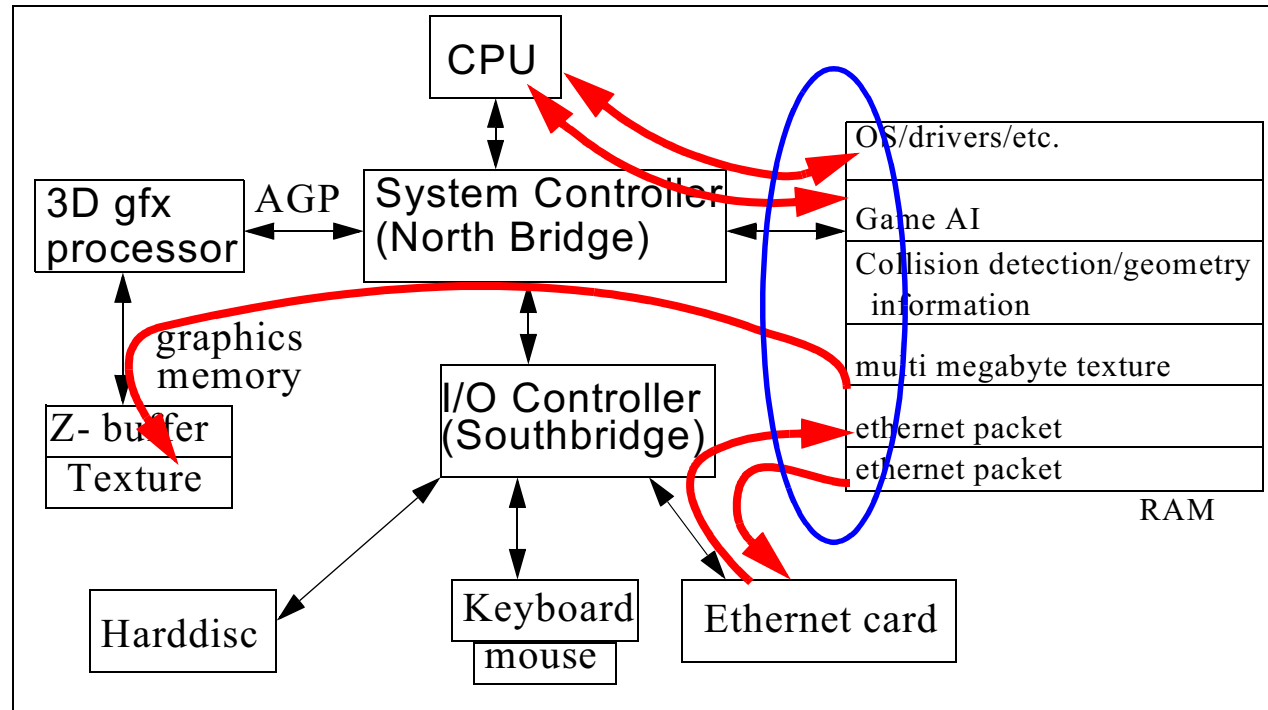 CPU
OS/drivers/etc.
3D gfx
processor
AGP
System Controller
(North Bridge)
Game AI
Collision detection/geometry
information
graphics
memory
multi megabyte texture
I/O Controller
(Southbridge)
Z- buffer
Texture
ethernet packet
ethernet packet
RAM
Harddisc
Keyboard
mouse
Ethernet card